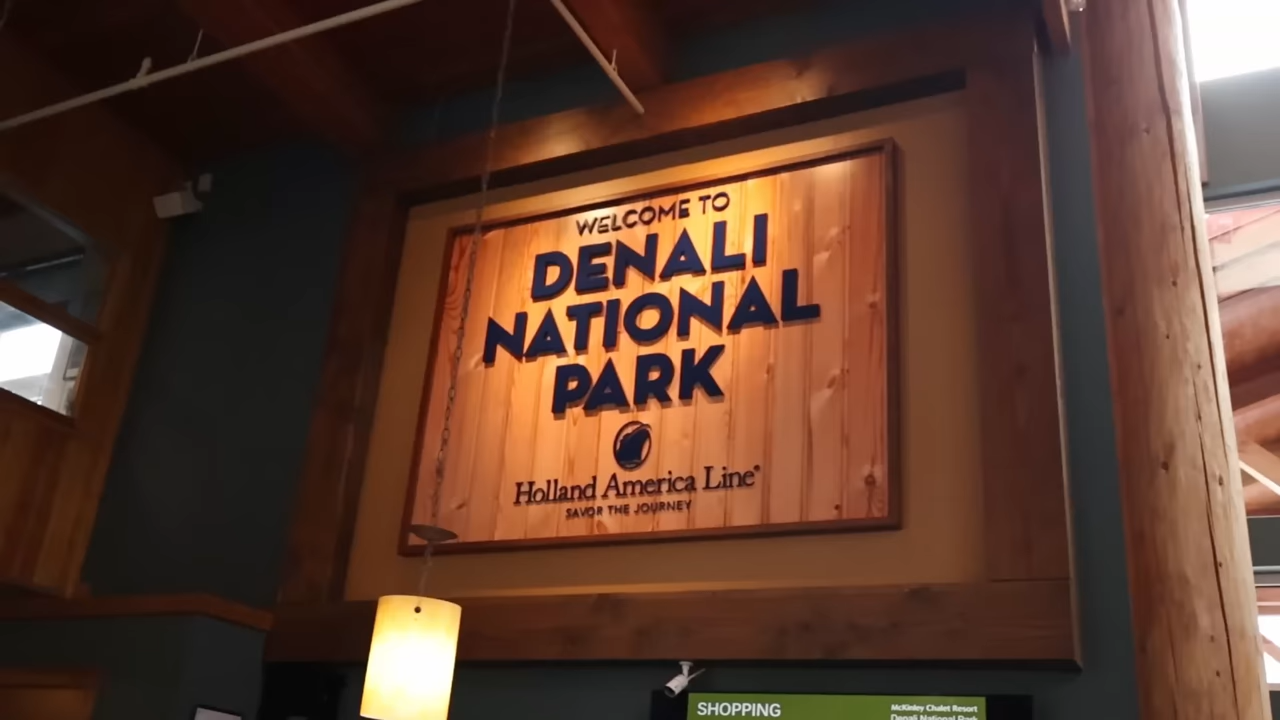 WELCOME TO
DENALI
NATIONAL
PARK
Holland America Line®
SAVOR THE JOURNEY
SHOPPING
McKinley Chalet Resort
Denali National Park